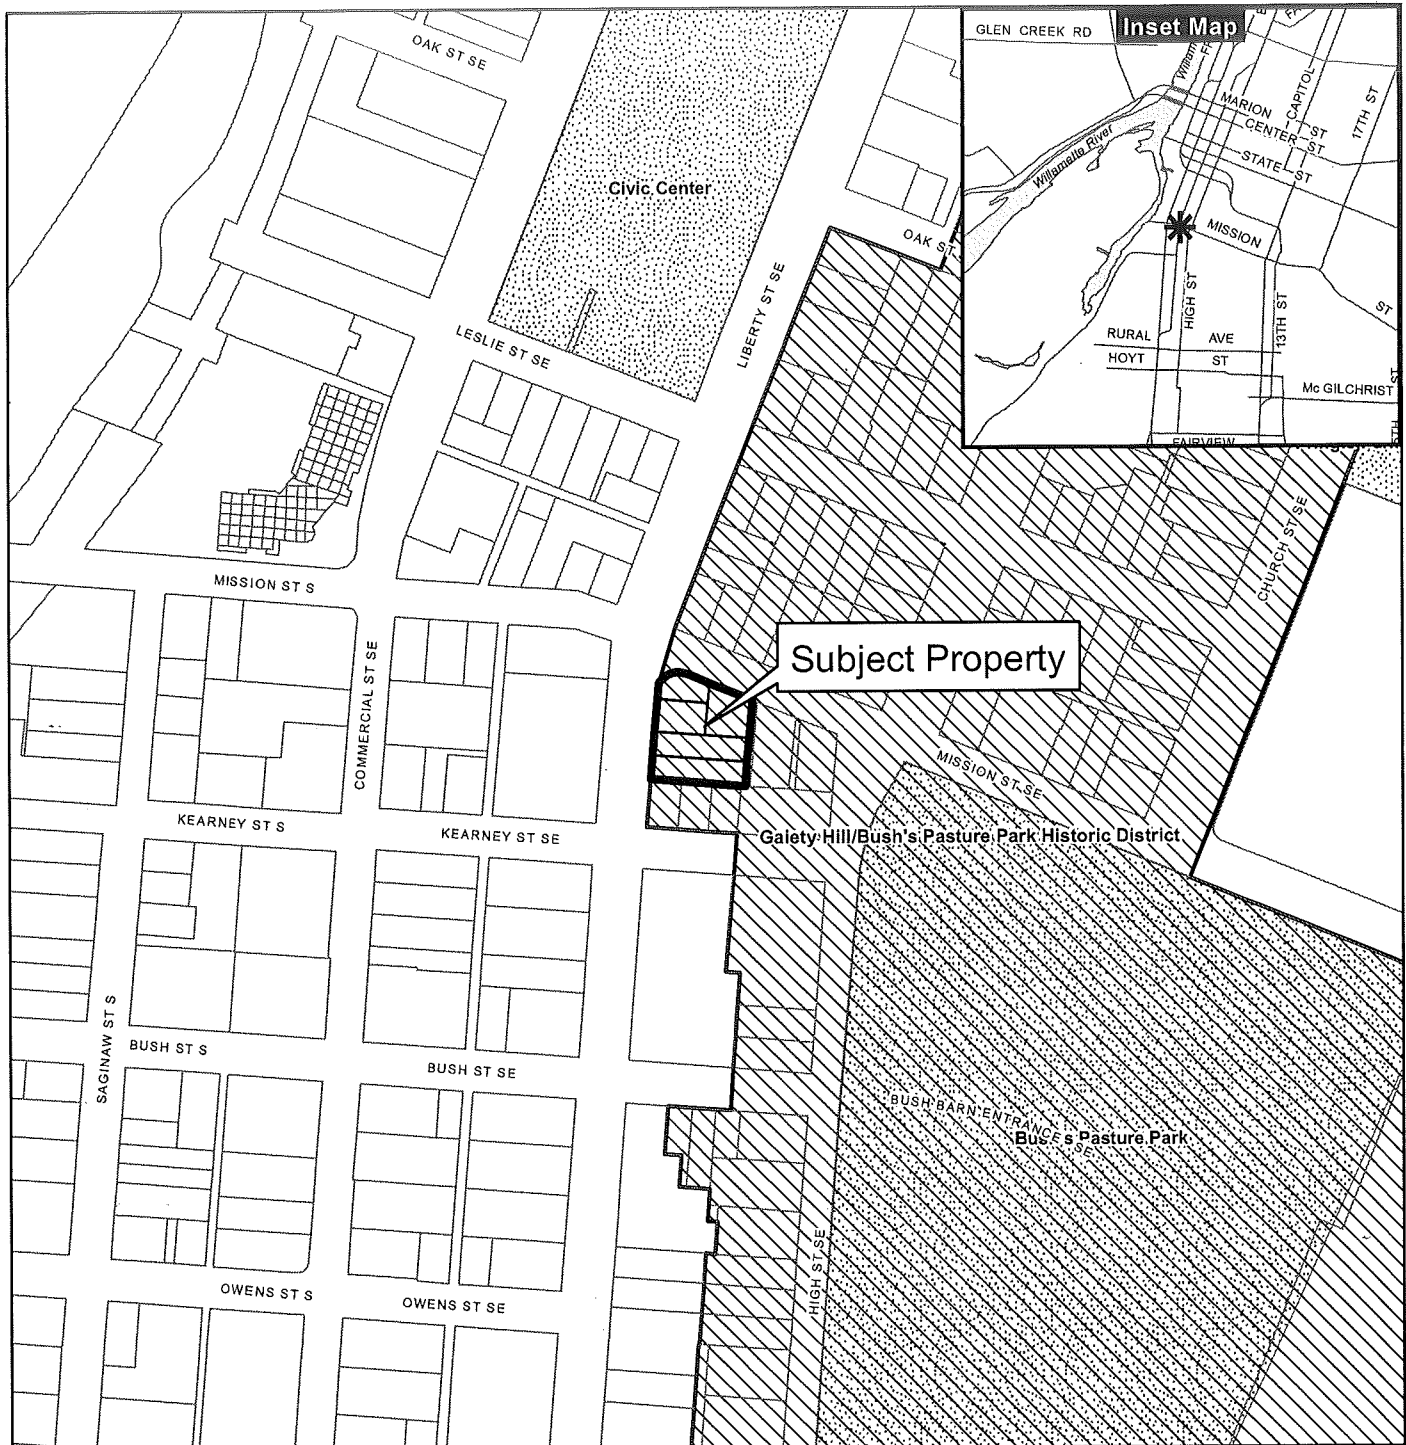 OAK ST SE
Civic Center
OAK ST
LIBERTY ST SE
LESLIE ST SE
CHURCH ST SE
MISSION ST S
Subject Property
COMMERCIAL ST SE
MISSION ST SE
KEARNEY ST S
KEARNEY ST SE
Gaiety Hill/Bush's Pasture Park Historic District
SAGINAW ST S
BUSH ST S
BUSH ST SE
BUSH BARN ENTRANCE SE
s Pasture Park
HIGH ST SE
OWENS ST S
OWENS ST SE
Inset Map
GLEN CREEK RD
MARION ST
CENTER ST
CAPITOL
17TH ST
STATE ST
Willamette River
MISSION ST
HIGH ST
13TH ST
RURAL AVE
HOYT ST
Mc GILCHRIST ST
FAIRVIEW